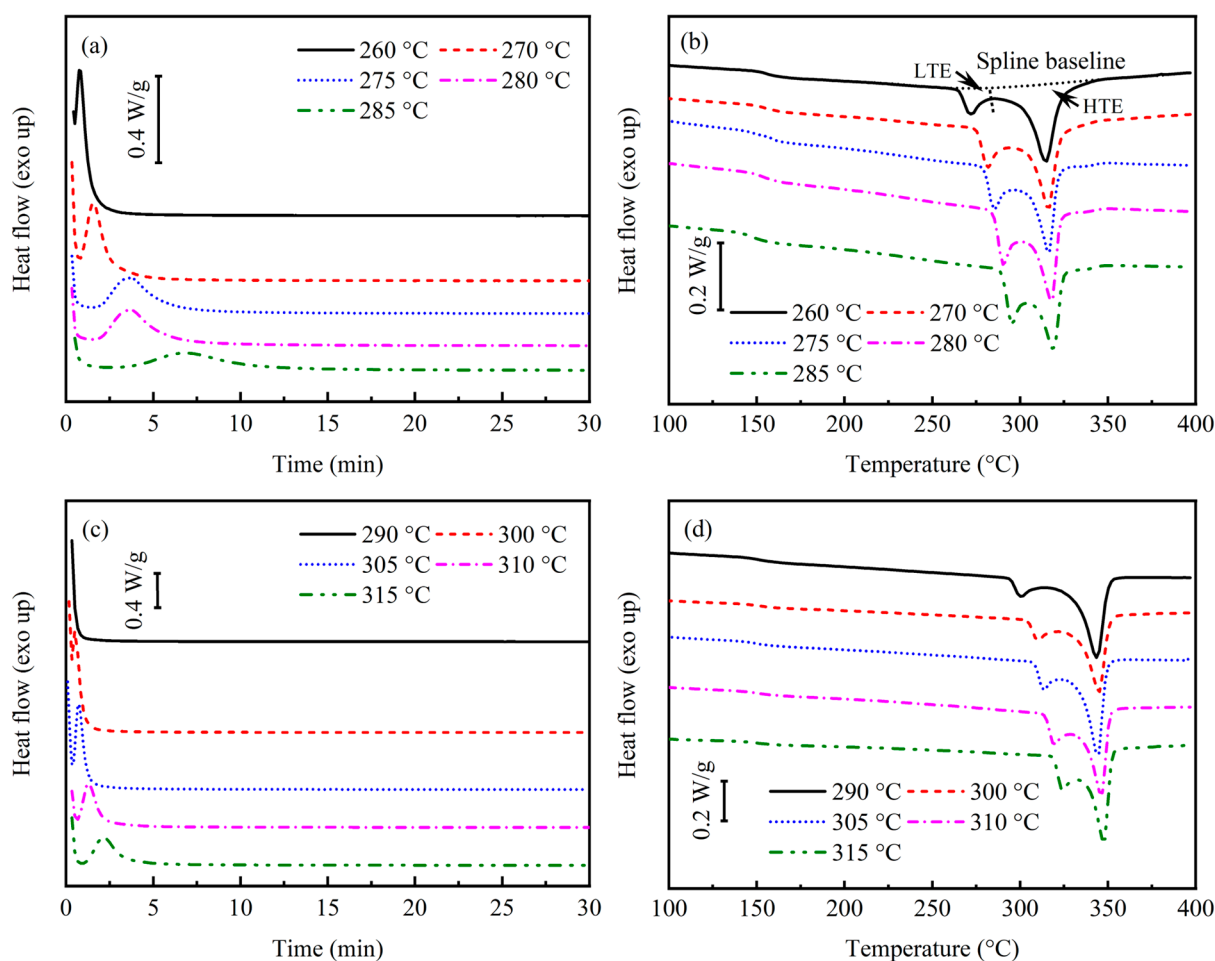 (a)
260 °C
270 °C
275 °C
280 °C
285 °C
0.4 W/g
Heat flow (exo up)
0 5 10 15 20 25 30
Time (min)
(b)
LTE
Spline baseline
HTE
0.2 W/g
260 °C
270 °C
275 °C
280 °C
285 °C
Heat flow (exo up)
100 150 200 250 300 350 400
Temperature (°C)
(c)
290 °C
300 °C
305 °C
310 °C
315 °C
0.4 W/g
Heat flow (exo up)
0 5 10 15 20 25 30
Time (min)
(d)
0.2 W/g
290 °C
300 °C
305 °C
310 °C
315 °C
Heat flow (exo up)
100 150 200 250 300 350 400
Temperature (°C)